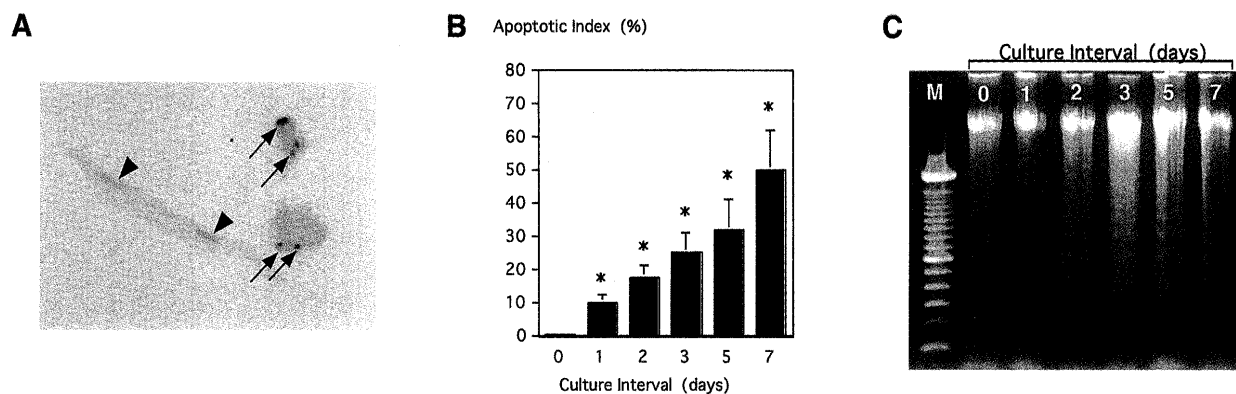 A
B
Apoptotic Index (%)
80
70
60
50
40
30
20
10
0
*
*
*
*
*
0 1 2 3 5 7
Culture Interval (days)
C
Culture Interval (days)
M 0 1 2 3 5 7